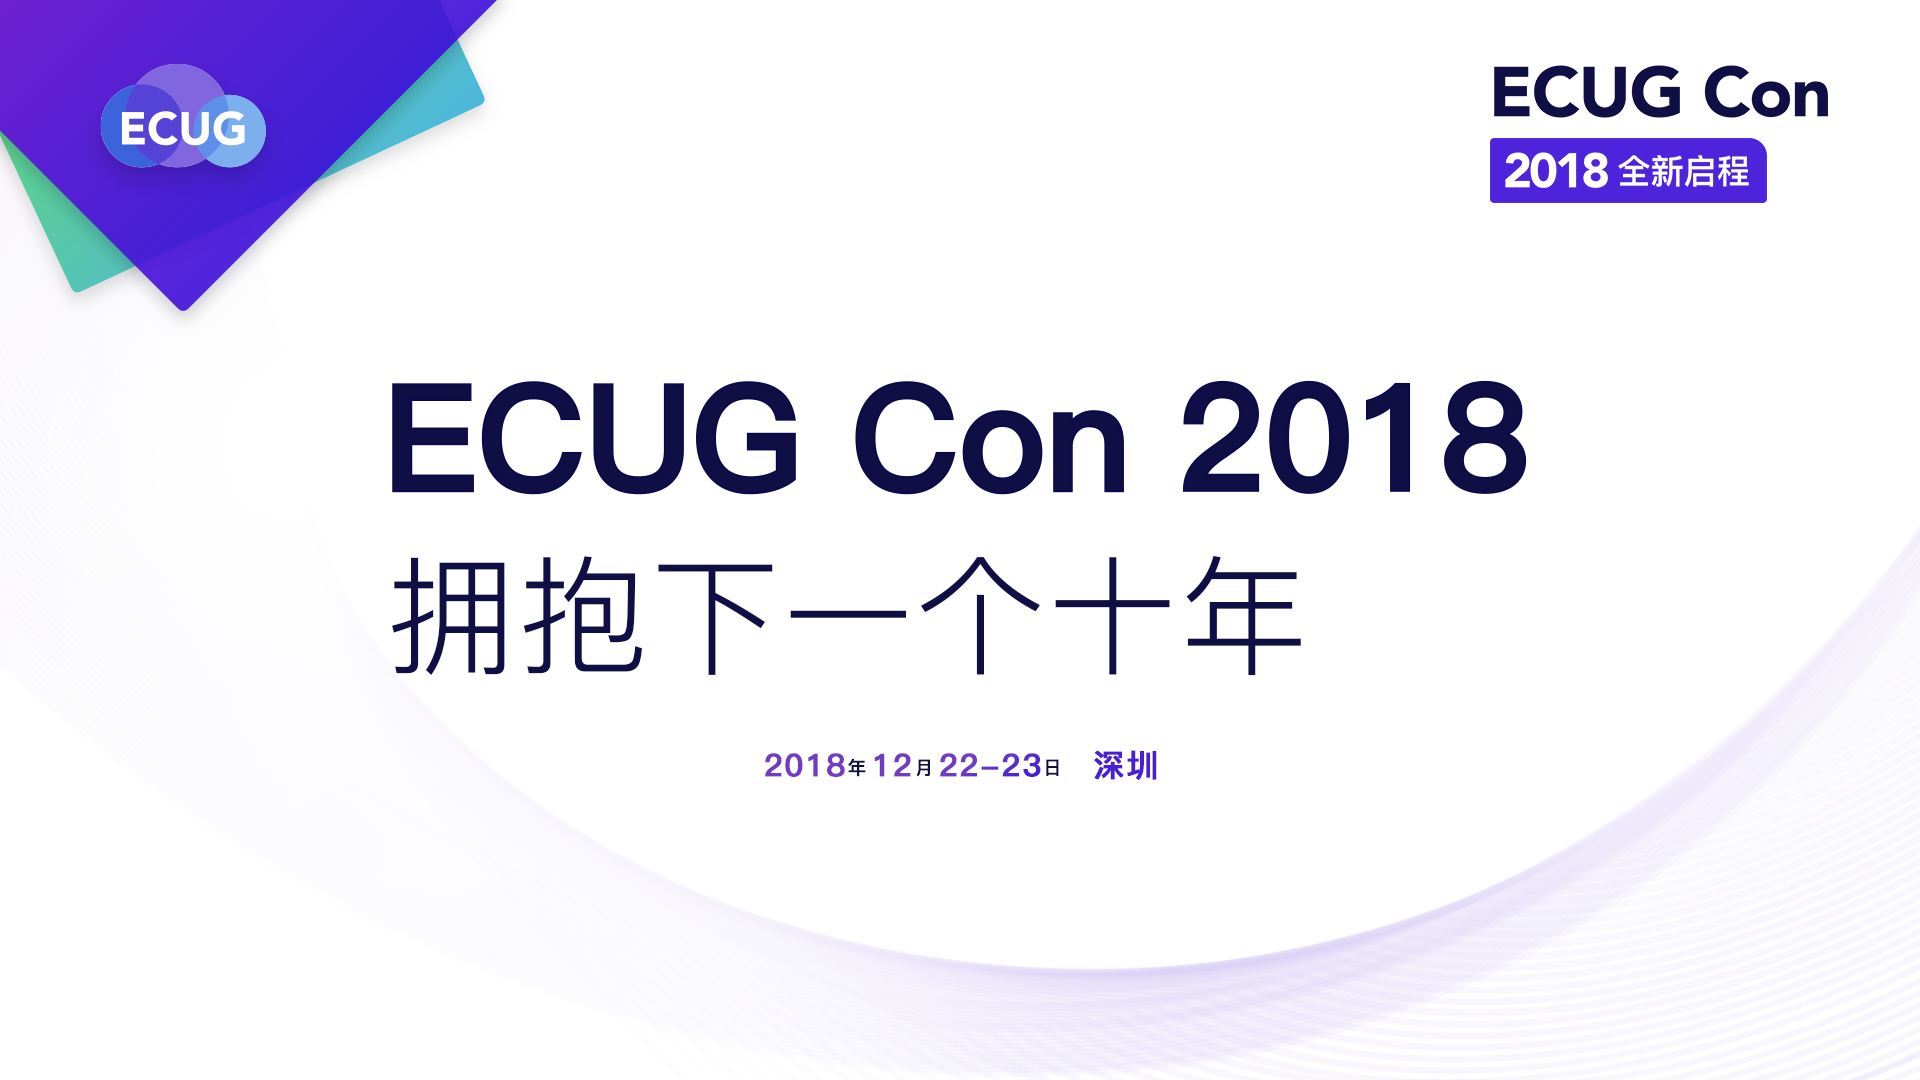 ECUG
ECUG Con
2018 全新启程
ECUG Con 2018
拥抱下一个十年
2018年12月22-23日 深圳